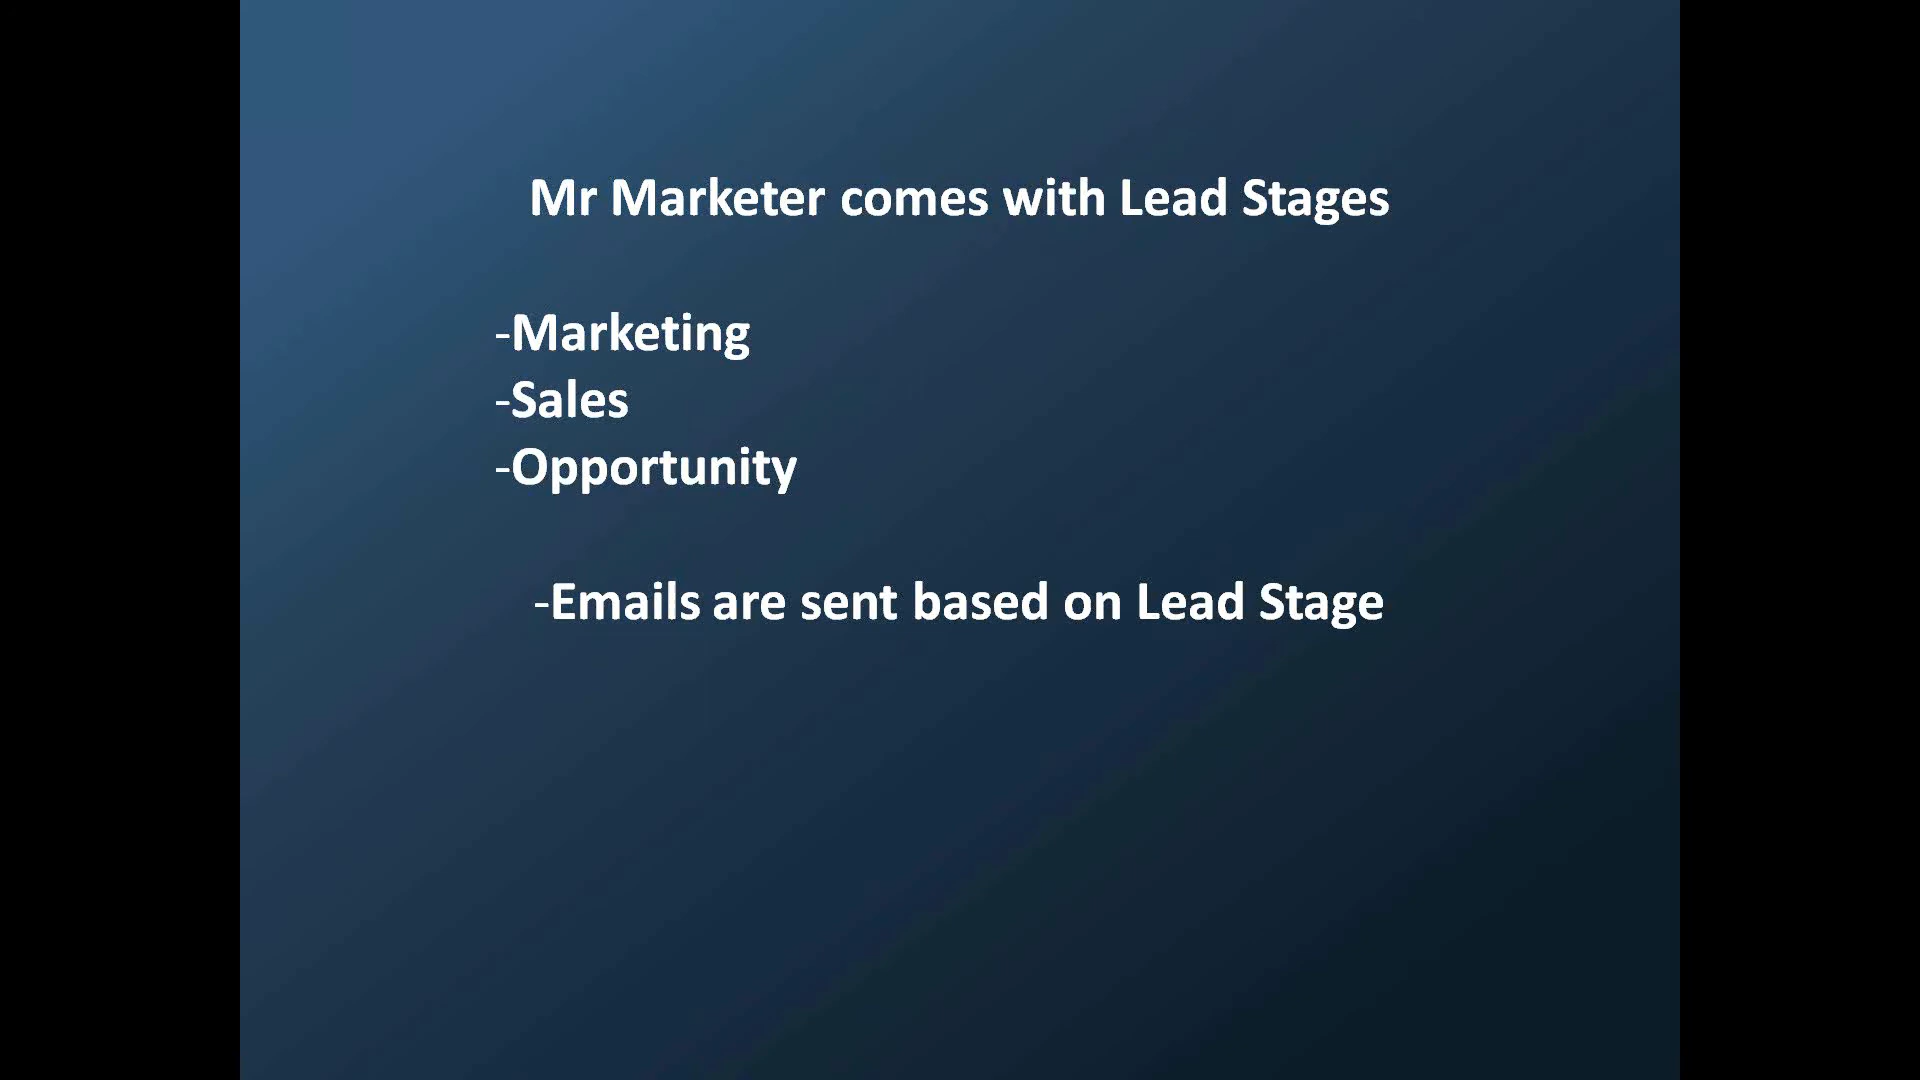 Mr Marketer comes with Lead Stages
-Marketing
-Sales
-Opportunity
-Emails are sent based on Lead Stage